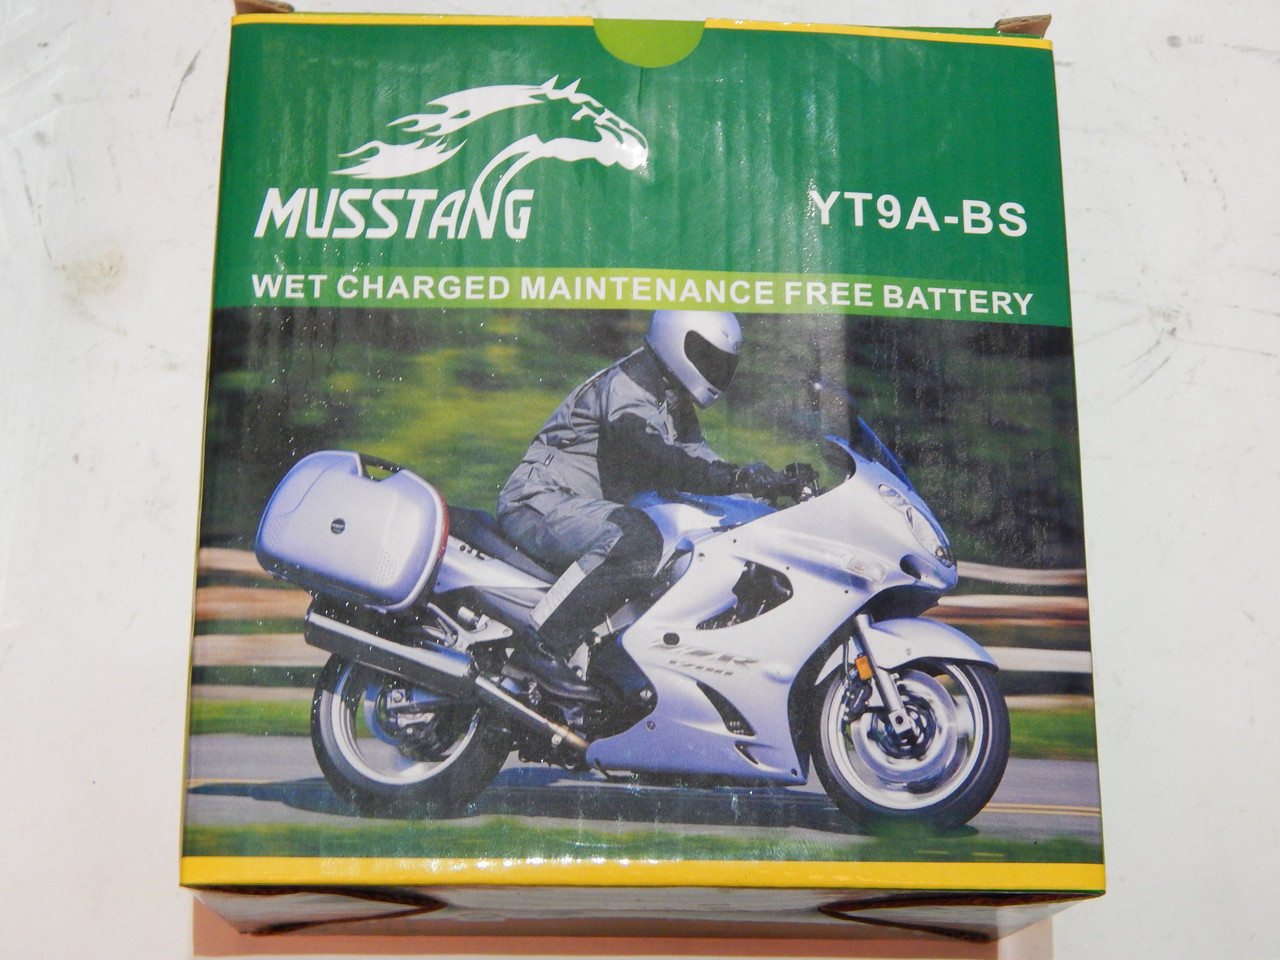 MUSSTANG
YT9A-BS
WET CHARGED MAINTENANCE FREE BATTERY